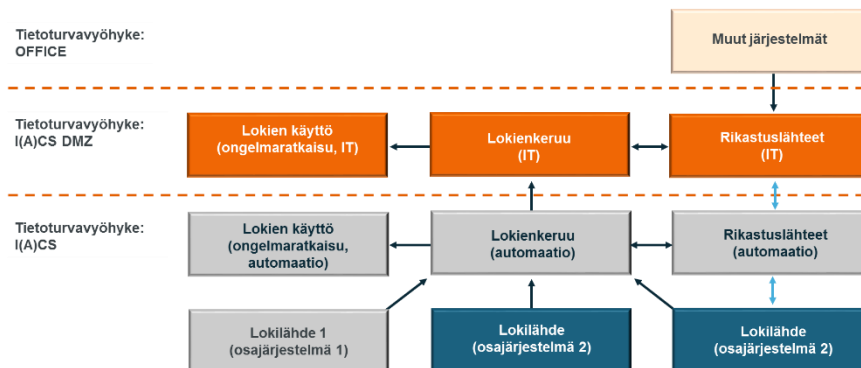 Tietoturvavyöhyke:
OFFICE
Muut järjestelmät
Tietoturvavyöhyke:
I(A)CS DMZ
Lokien käyttö
(ongelmaratkaisu, IT)
Lokienkeruu
(IT)
Rikastuslähteet
(IT)
Tietoturvavyöhyke:
I(A)CS
Lokien käyttö
(ongelmaratkaisu,
automaatio)
Lokienkeruu
(automaatio)
Rikastuslähteet
(automaatio)
Lokilähde 1
(osajärjestelmä 1)
Lokilähde
(osajärjestelmä 2)
Lokilähde
(osajärjestelmä 2)